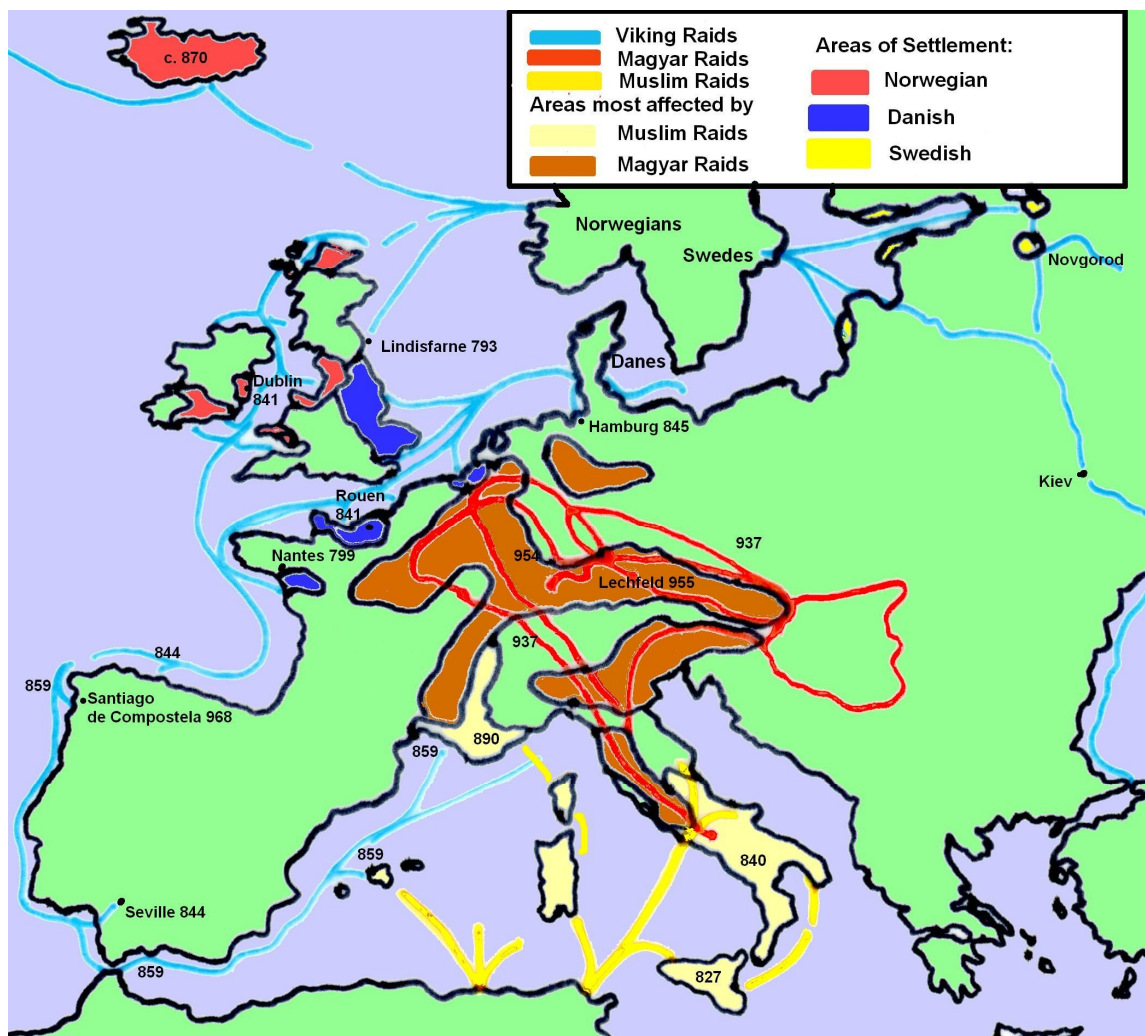 Viking Raids
Magyar Raids
Muslim Raids
Areas most affected by
Muslim Raids
Magyar Raids
Areas of Settlement:
Norwegian
Danish
Swedish
c. 870
Norwegians
Swedes
Novgorod
Lindisfarne 793
Danes
Dublin
841
Hamburg 845
Kiev
Rouen
841
Nantes 799
954
937
Lechfeld 955
937
844
859
Santiago
de Compostela 968
890
859
859
840
Seville 844
859
827